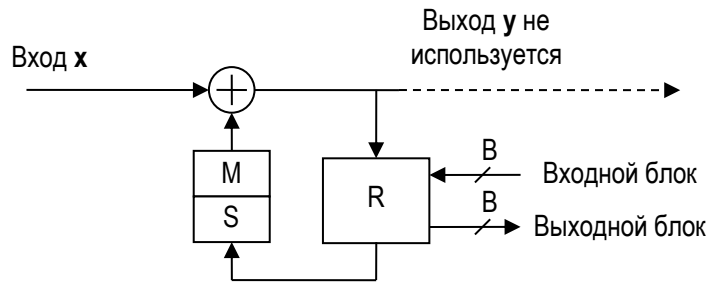 Выход y не
используется
Вход x
M
S
R
B
Входной блок
B
Выходной блок